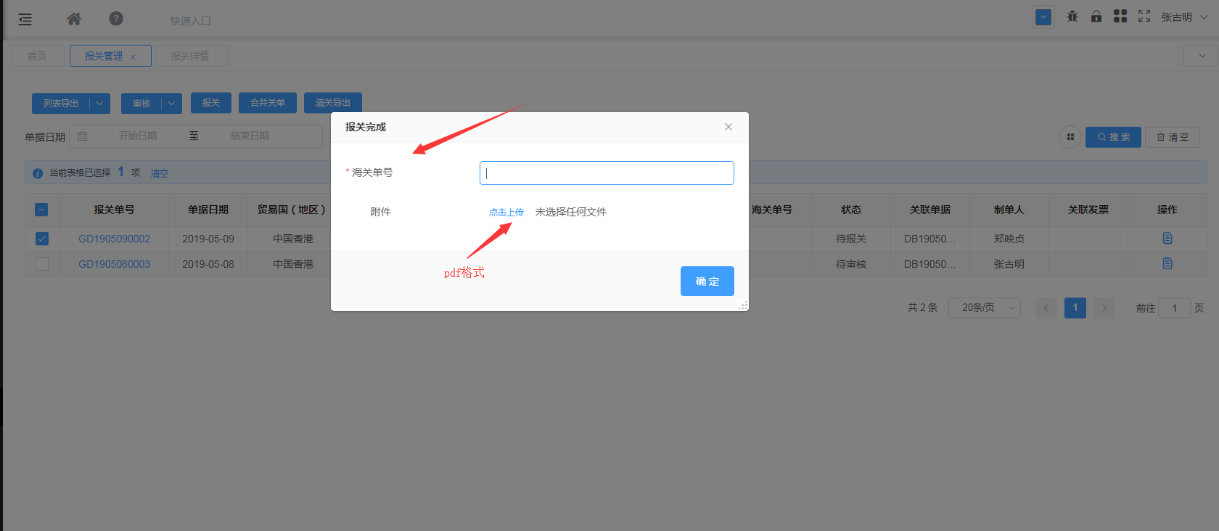 快速入口
张古明
首页
报关管理
报关详情
列表导出
审核
报关
合并关单
清关导出
单据日期
开始日期
至
结束日期
搜 索
清 空
当前表格已选择 1 项 清空
报关单号 单据日期 贸易国(地区) 海关单号 状态 关联单据 制单人 关联发票 操作
GD1905090002 2019-05-09 中国香港 待报关 DB19050... 郑映贞
GD1905080003 2019-05-08 中国香港 待审核 DB19050... 张古明
共 2 条 20条/页 1 前往 1 页
报关完成
* 海关单号
附件 点击上传 未选择任何文件
pdf格式
确 定